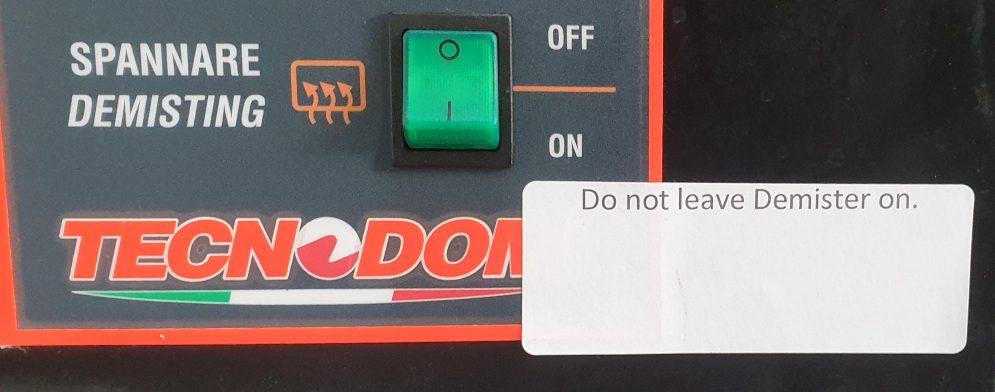 SPANNARE
DEMISTING
OFF
ON
TECNODOM
Do not leave Demister on.